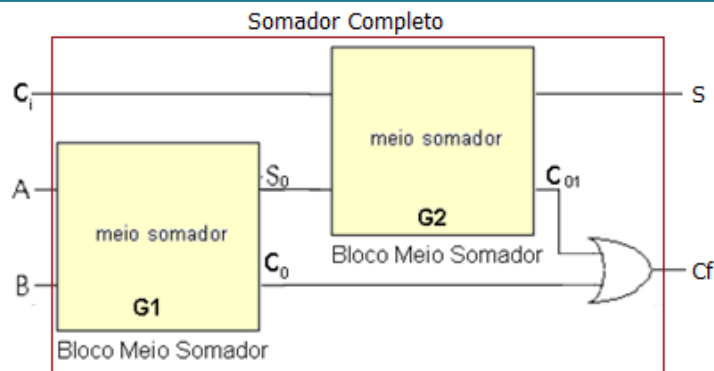 Somador Completo
Ci
S
meio somador
A
S0
C01
G2
meio somador
Bloco Meio Somador
C0
Cf
B
G1
Bloco Meio Somador